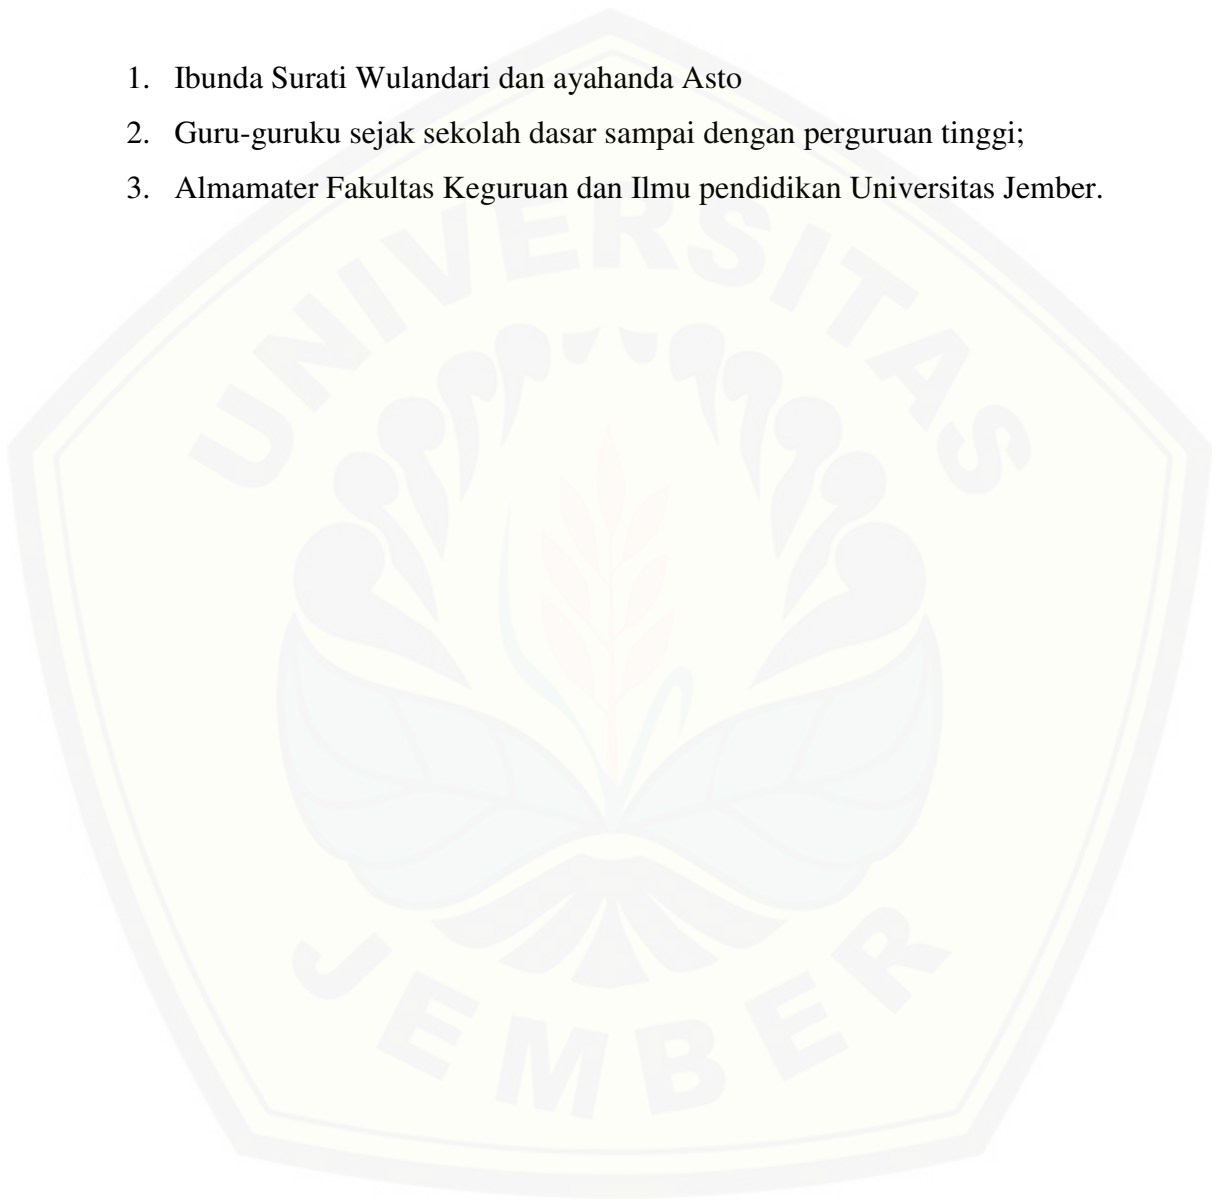 1. Ibunda Surati Wulandari dan ayahanda Asto
2. Guru-guruku sejak sekolah dasar sampai dengan perguruan tinggi;
3. Almamater Fakultas Keguruan dan Ilmu pendidikan Universitas Jember.
UNIVERSITAS
JEMBER